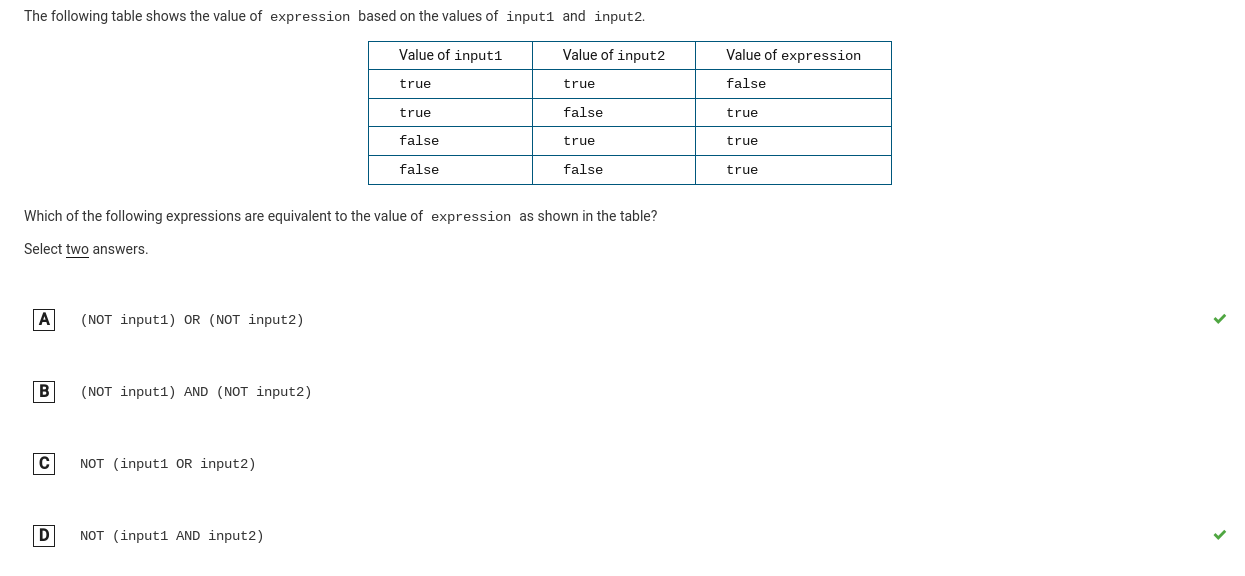 The following table shows the value of expression based on the values of input1 and input2.
Value of input1 Value of input2 Value of expression
true true false
true false true
false true true
false false true
Which of the following expressions are equivalent to the value of expression as shown in the table?
Select two answers.
A (NOT input1) OR (NOT input2)
B (NOT input1) AND (NOT input2)
C NOT (input1 OR input2)
D NOT (input1 AND input2)